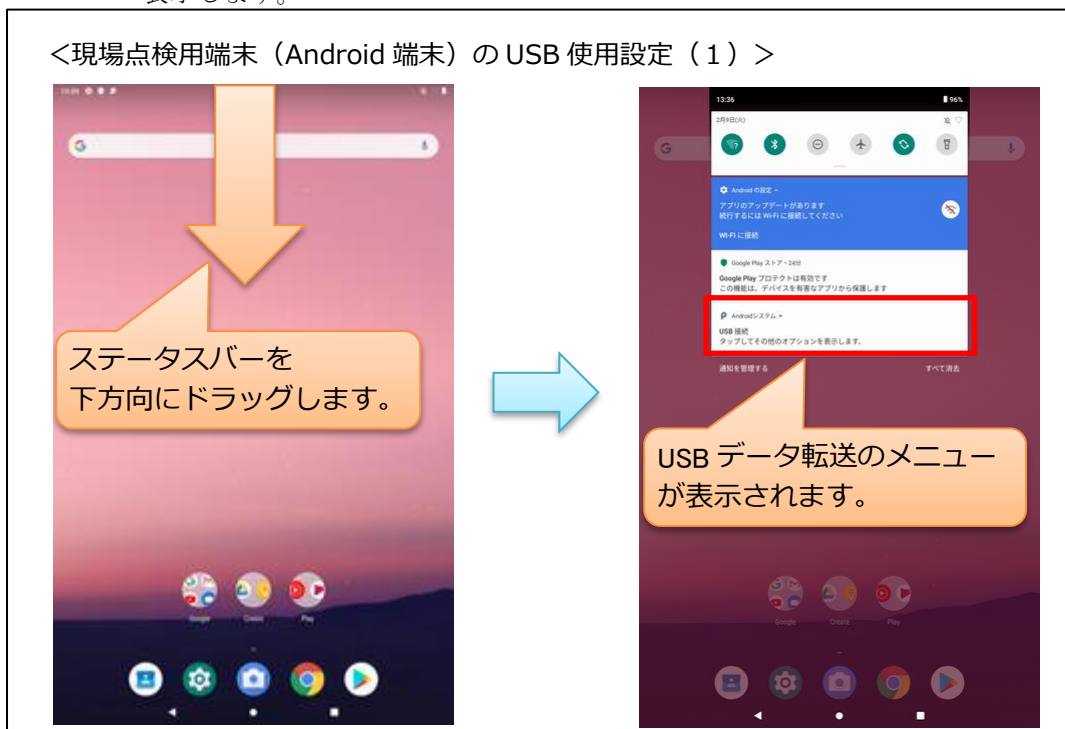 表示します。
＜現場点検用端末（Android 端末）の USB 使用設定（１）＞
ステータスバーを
下方向にドラッグします。
Google
Create
Play
13:36
96%
2月9日(火)
Android の設定
アプリのアップデートがあります
続行するには Wi-Fi に接続してください
WI-FI に接続
Google Play ストア・24分
Google Play プロテクトは有効です
この機能は、デバイスを有害なアプリから保護します
Androidシステム
USB 接続
タップしてその他のオプションを表示します。
通知を管理する
すべて消去
USB データ転送のメニュー
が表示されます。
Google
Create
Play